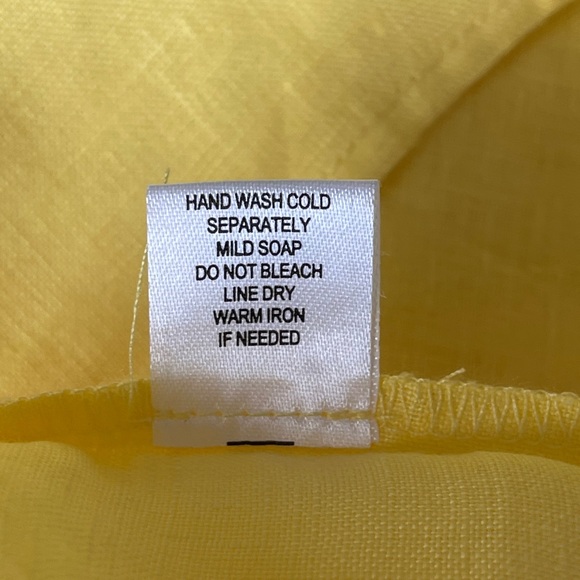 HAND WASH COLD
SEPARATELY
MILD SOAP
DO NOT BLEACH
LINE DRY
WARM IRON
IF NEEDED